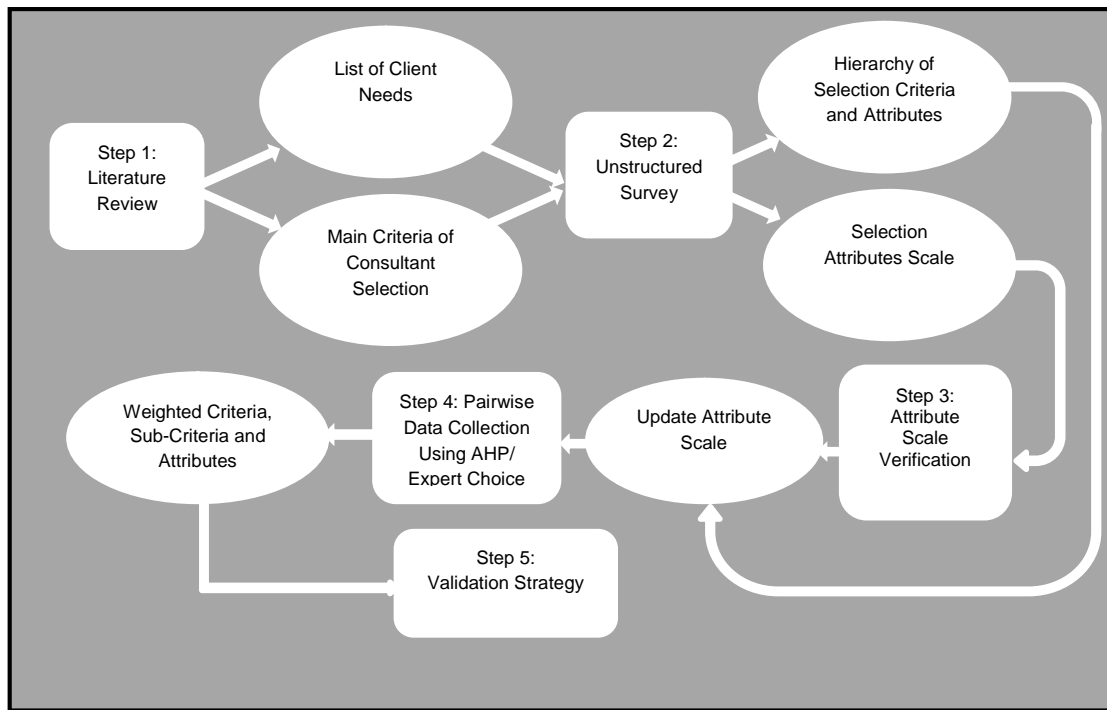 Step 1:
Literature
Review
List of Client
Needs
Main Criteria of
Consultant
Selection
Step 2:
Unstructured
Survey
Hierarchy of
Selection Criteria
and Attributes
Selection
Attributes Scale
Step 3:
Attribute
Scale
Verification
Update Attribute
Scale
Step 4: Pairwise
Data Collection
Using AHP/
Expert Choice
Weighted Criteria,
Sub-Criteria and
Attributes
Step 5:
Validation Strategy